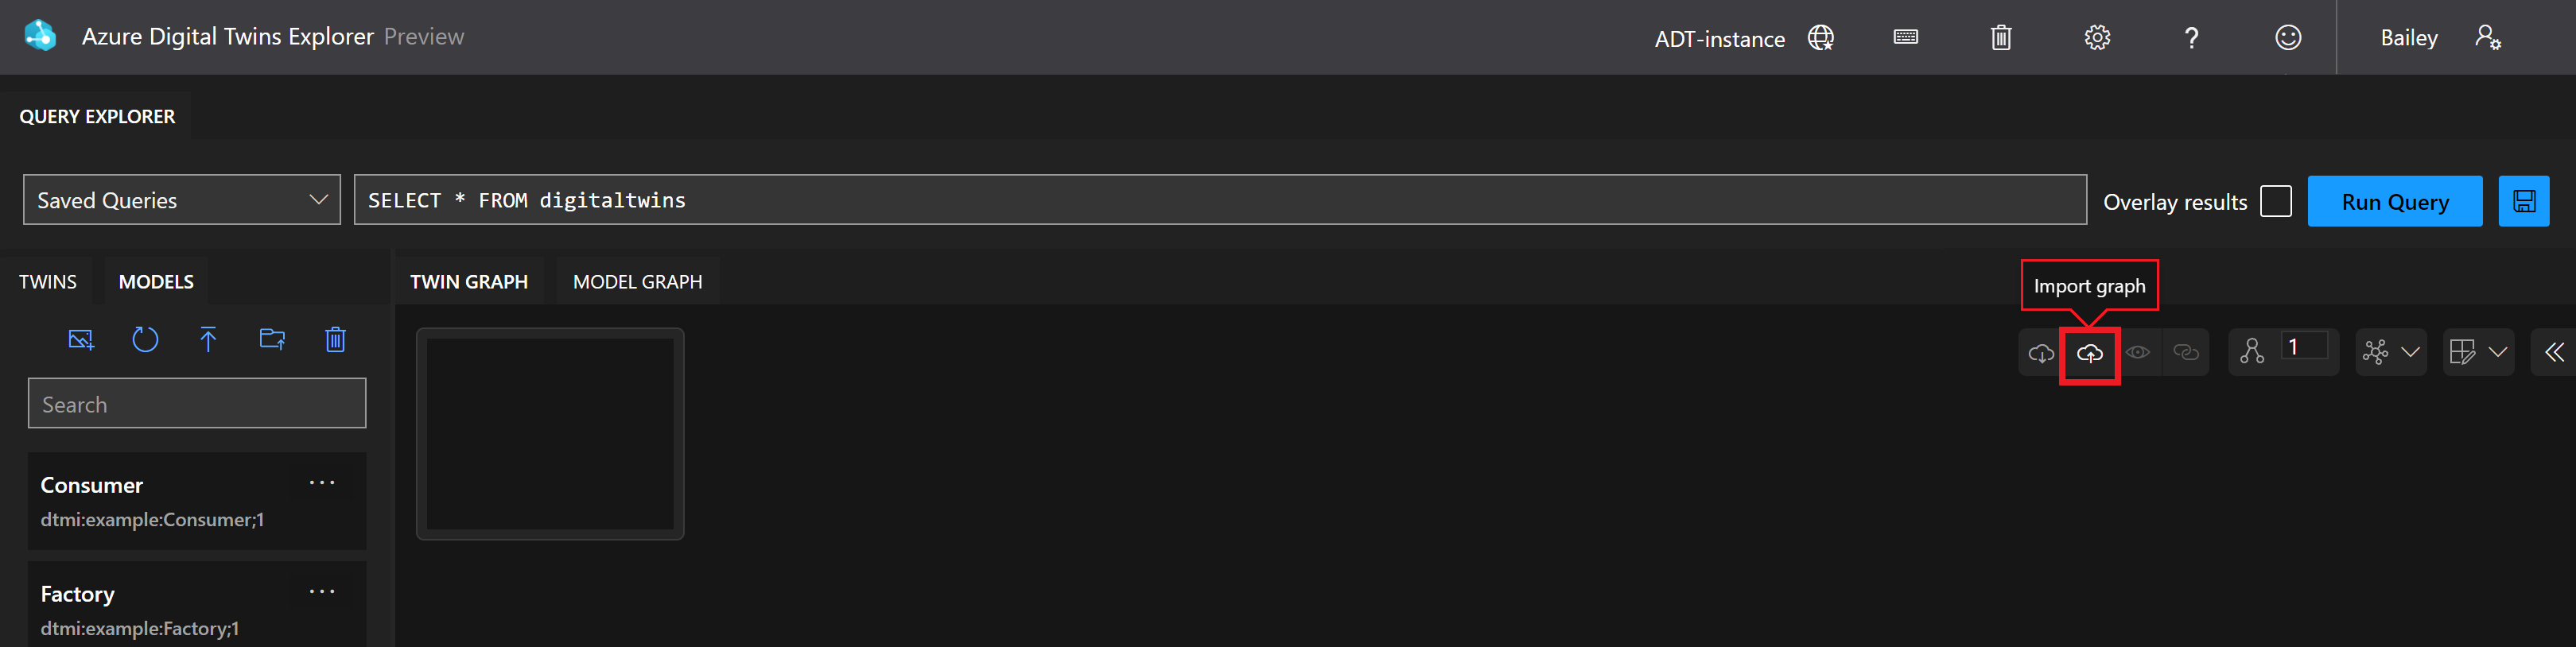 Azure Digital Twins Explorer Preview
ADT-instance
?
Bailey
QUERY EXPLORER
Saved Queries
SELECT * FROM digitaltwins
Overlay results
Run Query
TWINS
MODELS
TWIN GRAPH
MODEL GRAPH
Import graph
1
Search
Consumer
dtmi:example:Consumer;1
Factory
dtmi:example:Factory;1